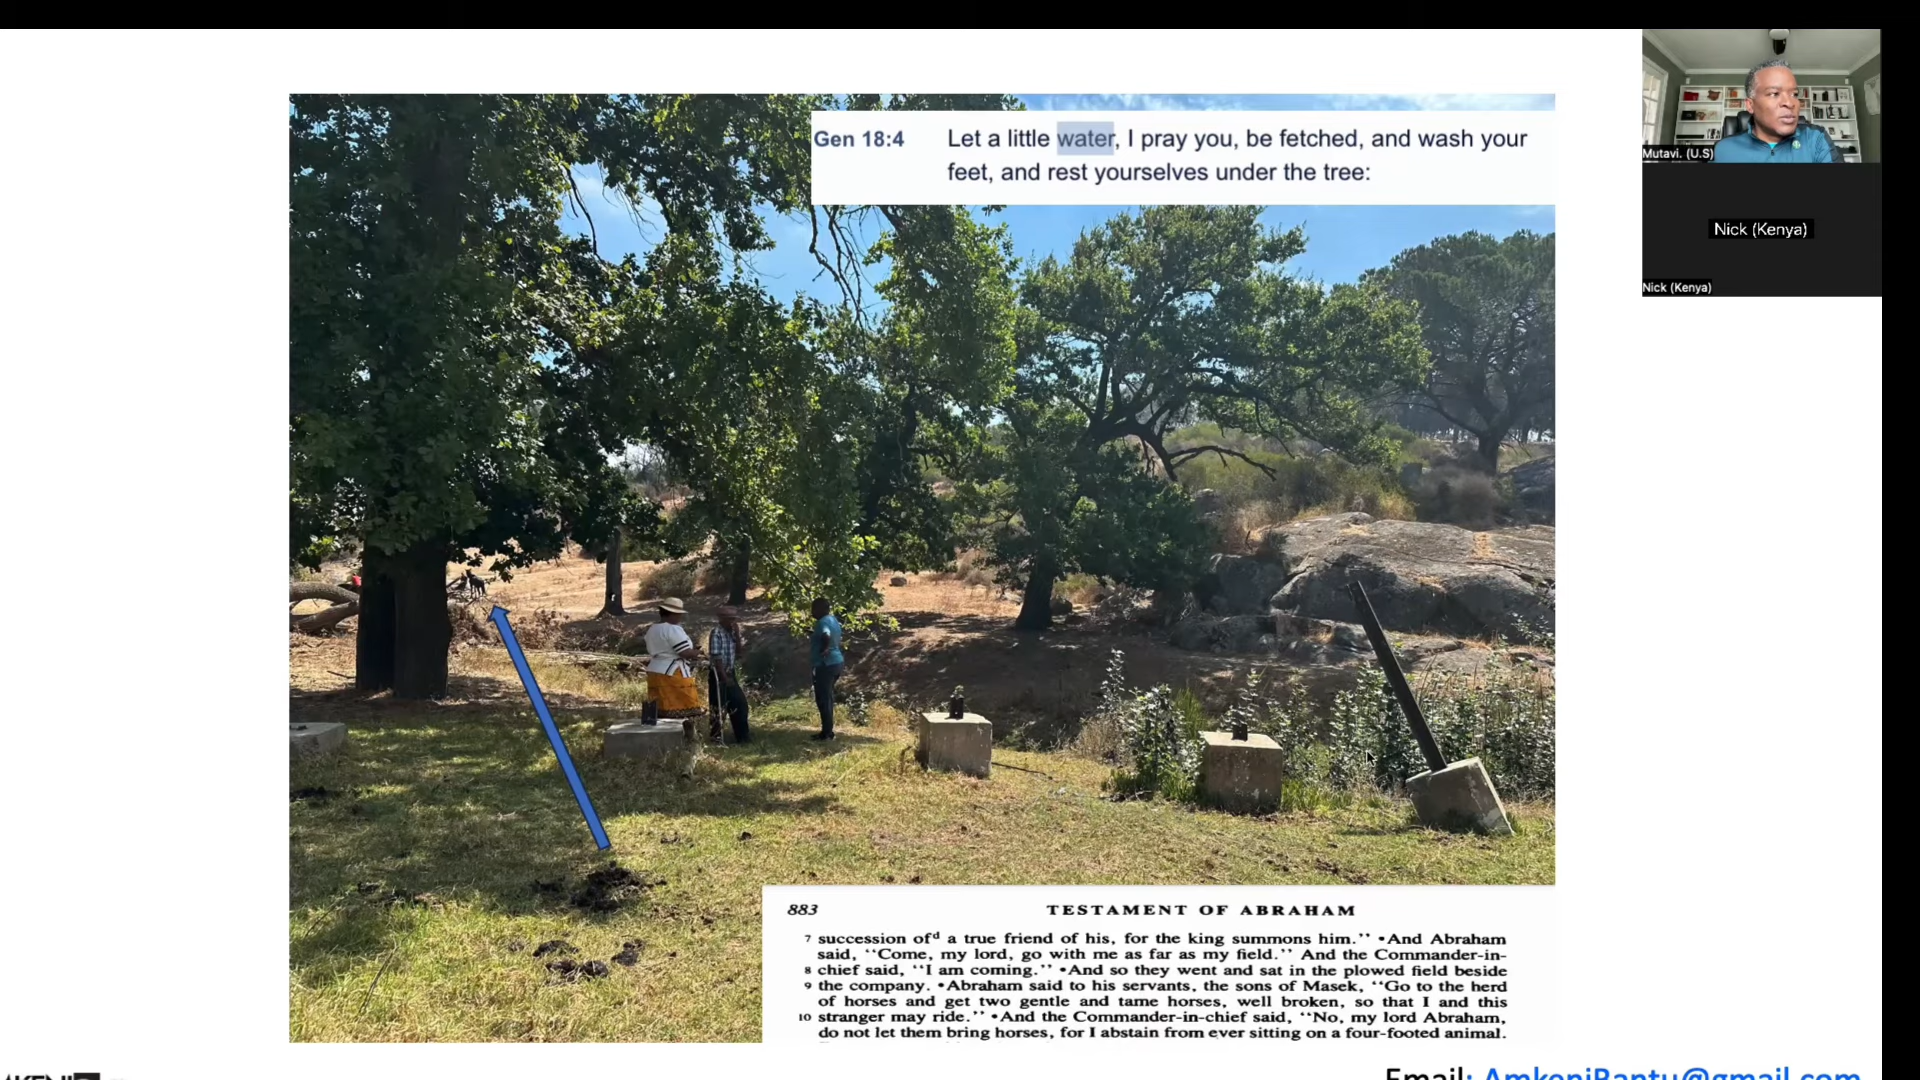 Gen 18:4 Let a little water, I pray you, be fetched, and wash your
feet, and rest yourselves under the tree:
Mutavi. (U.S)
Nick (Kenya)
Nick (Kenya)
883 TESTAMENT OF ABRAHAM
7 succession ofᵈ a true friend of his, for the king summons him.” •And Abraham
said, “Come, my lord, go with me as far as my field.” And the Commander-in-
8 chief said, “I am coming.” •And so they went and sat in the plowed field beside
9 the company. •Abraham said to his servants, the sons of Masek, “Go to the herd
of horses and get two gentle and tame horses, well broken, so that I and this
10 stranger may ride.” •And the Commander-in-chief said, “No, my lord Abraham,
do not let them bring horses, for I abstain from ever sitting on a four-footed animal.
Email: AmkeniBantu@gmail.com